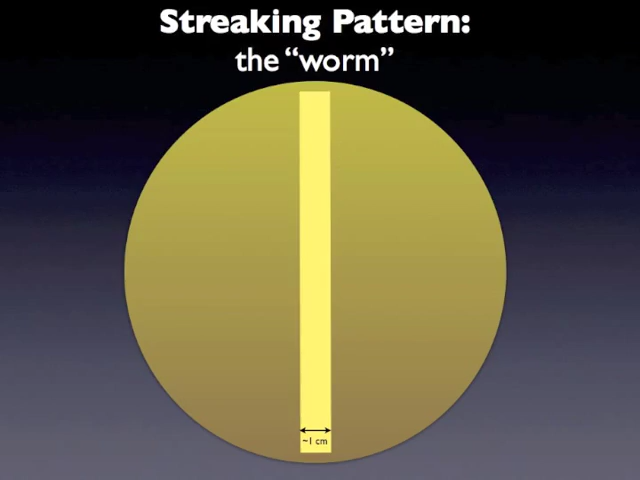 Streaking Pattern:
the “worm”
~1 cm